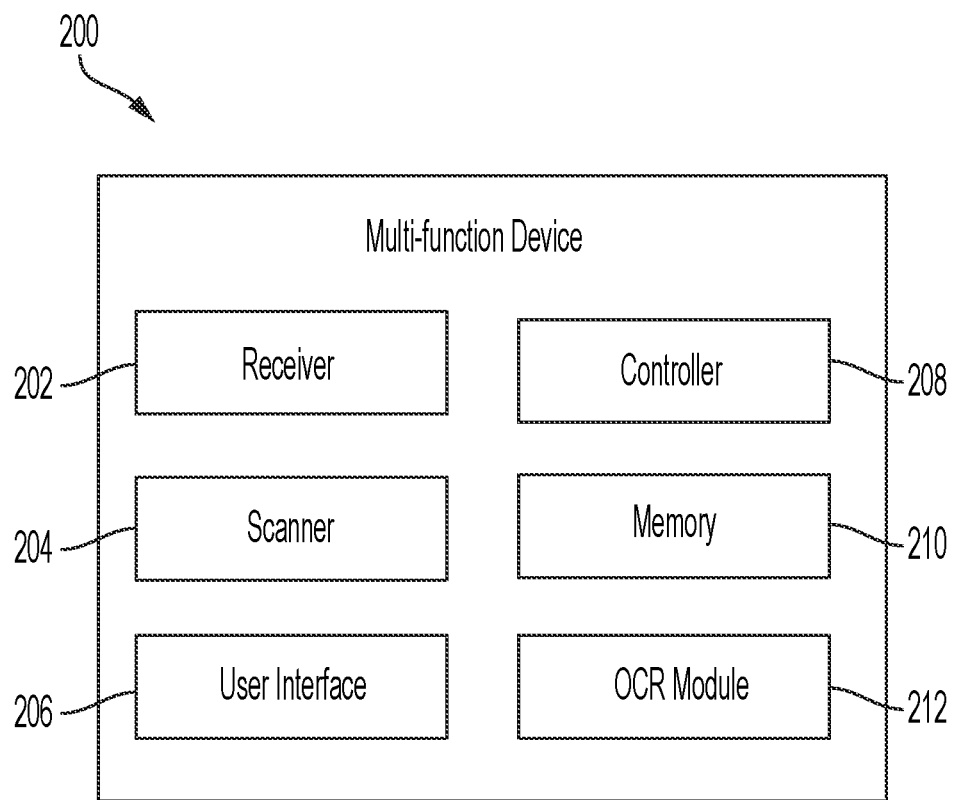 200
Multi-function Device
Receiver
Controller
202
208
Scanner
Memory
204
210
User Interface
OCR Module
206
212